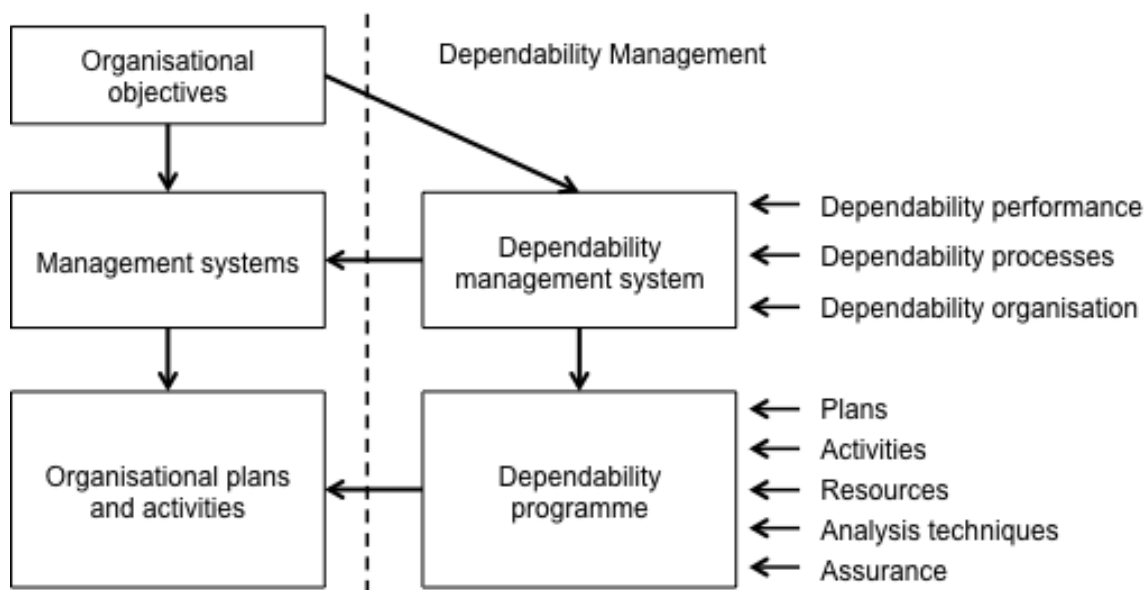 Organisational
objectives
Dependability Management
Management systems
Dependability
management system
Dependability performance
Dependability processes
Dependability organisation
Organisational plans
and activities
Dependability
programme
Plans
Activities
Resources
Analysis techniques
Assurance